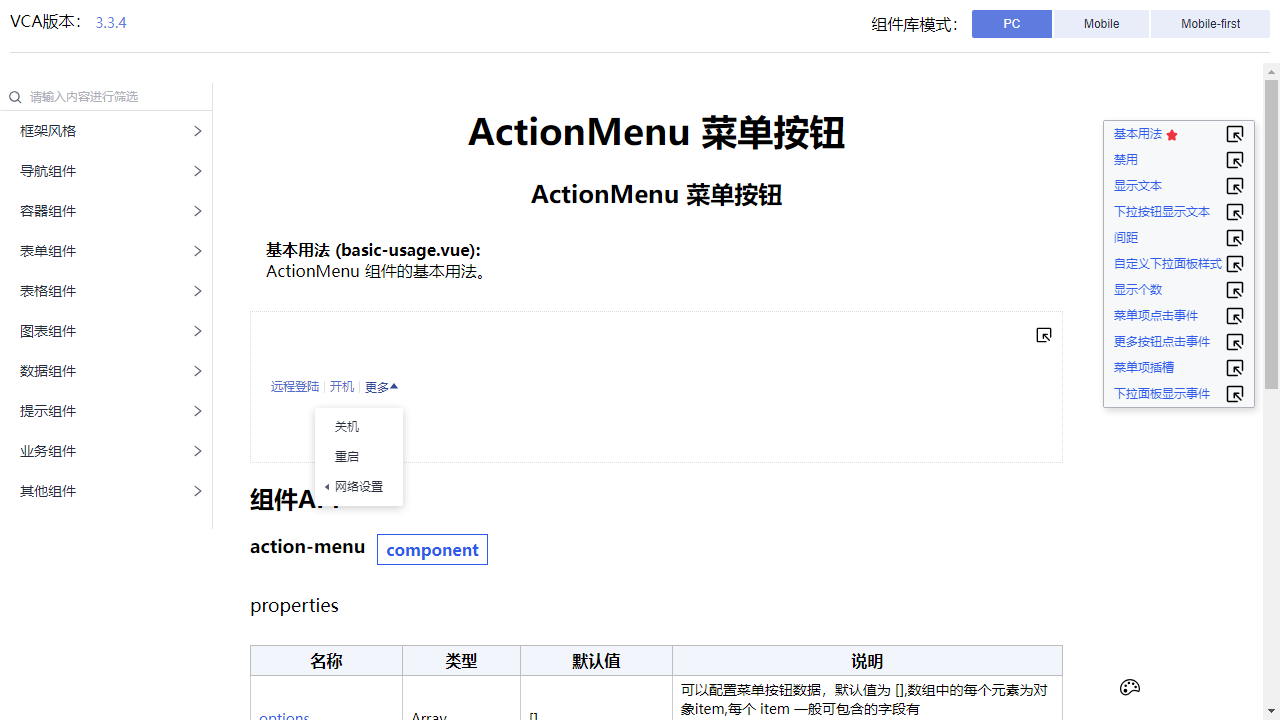 VCA版本： 3.3.4
组件库模式： PC Mobile Mobile-first
请输入内容进行筛选
框架风格
导航组件
容器组件
表单组件
表格组件
图表组件
数据组件
提示组件
业务组件
其他组件
ActionMenu 菜单按钮
ActionMenu 菜单按钮
基本用法 (basic-usage.vue):
ActionMenu 组件的基本用法。
远程登陆 开机 更多
关机
重启
网络设置
基本用法
禁用
显示文本
下拉按钮显示文本
间距
自定义下拉面板样式
显示个数
菜单项点击事件
更多按钮点击事件
菜单项插槽
下拉面板显示事件
action-menu component
properties
名称 类型 默认值 说明
options Array []
可以配置菜单按钮数据，默认值为 [],数组中的每个元素为对
象item,每个 item 一般可包含的字段有